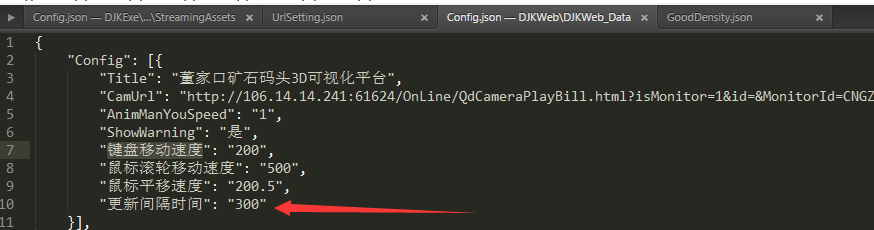 Config.json — DJKExe\...\StreamingAssets × UrlSetting.json × Config.json — DJKWeb\DJKWeb_Data × GoodDensity.json ×
1 {
2 "Config": [{
3 "Title": "董家口矿石码头3D可视化平台",
4 "CamUrl": "http://106.14.14.241:61624/OnLine/QdCameraPlayBill.html?isMonitor=1&id=&MonitorId=CNGZ
5 "AnimManYouSpeed": "1",
6 "ShowWarning": "是",
7 "键盘移动速度": "200",
8 "鼠标滚轮移动速度": "500",
9 "鼠标平移速度": "200.5",
10 "更新间隔时间": "300"
11 }],